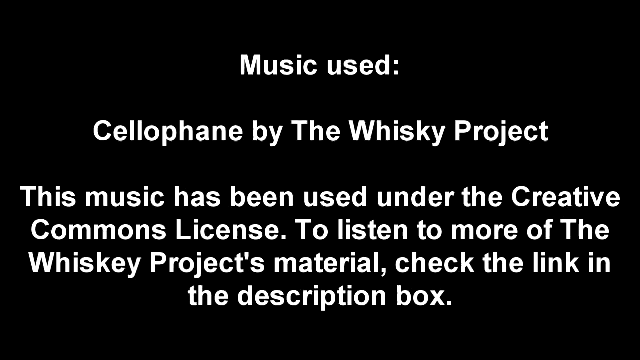 Music used:
Cellophane by The Whisky Project
This music has been used under the Creative
Commons License. To listen to more of The
Whiskey Project's material, check the link in
the description box.